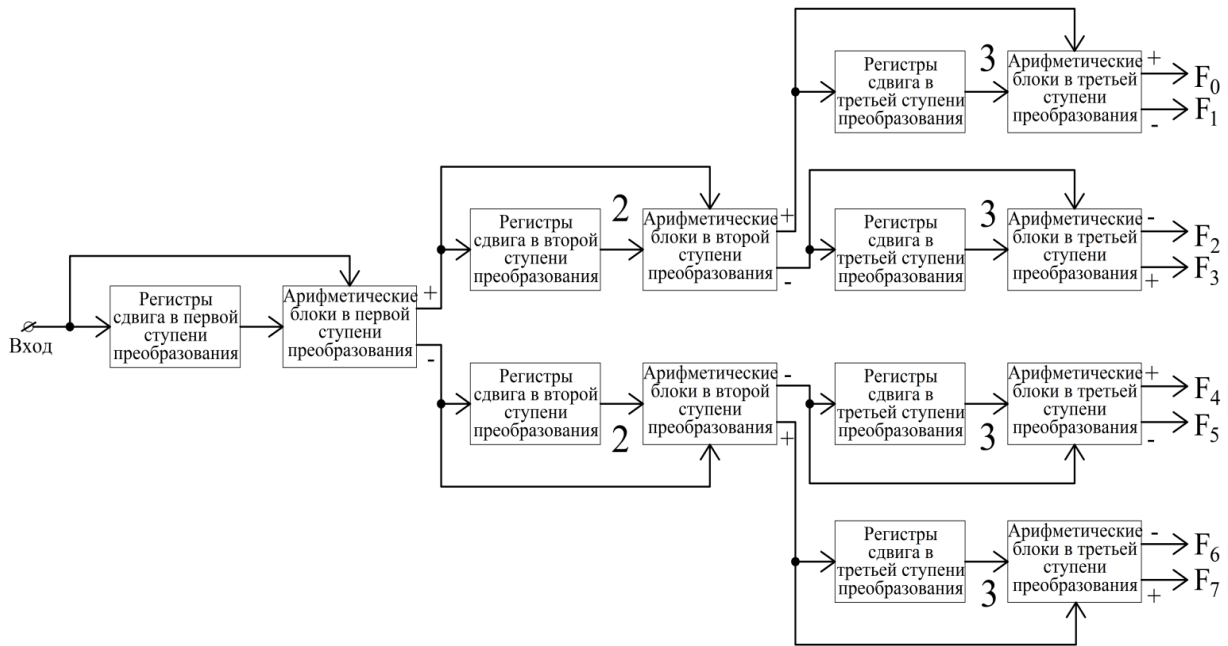 Регистры
сдвига в
третьей ступени
преобразования
3
Арифметические
блоки в третьей
ступени
преобразования
+
-
F0
F1
Регистры
сдвига в второй
ступени
преобразования
2
Арифметические
блоки в второй
ступени
преобразования
+
-
Регистры
сдвига в
третьей ступени
преобразования
3
Арифметические
блоки в третьей
ступени
преобразования
-
+
F2
F3
Вход
Регистры
сдвига в первой
ступени
преобразования
Арифметические
блоки в первой
ступени
преобразования
+
-
Регистры
сдвига в второй
ступени
преобразования
2
Арифметические
блоки в второй
ступени
преобразования
-
+
Регистры
сдвига в
третьей ступени
преобразования
3
Арифметические
блоки в третьей
ступени
преобразования
+
-
F4
F5
Регистры
сдвига в
третьей ступени
преобразования
3
Арифметические
блоки в третьей
ступени
преобразования
-
+
F6
F7